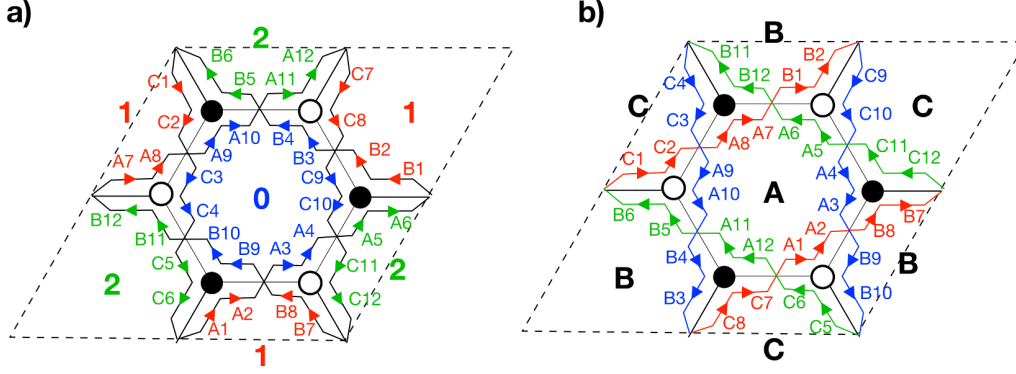 a)
2
B6
A12
B5
A11
C1
C7
1
1
C2
C8
A10
B4
A7
A8
A9
B3
B2
C3
C9
B1
0
C4
C10
A6
B12
B11
B10
A4
A5
B9
A3
C5
C11
2
2
C6
C12
A1
A2
B8
B7
1
b)
B
B11
B2
B12
B1
C4
C9
C
C
C3
C10
A7
A6
C1
C2
A8
A5
C11
C12
A9
A4
A
A10
A3
B6
B5
A11
A2
B8
B7
A12
A1
B4
B9
B
B
B3
B10
C7
C6
C8
C5
C